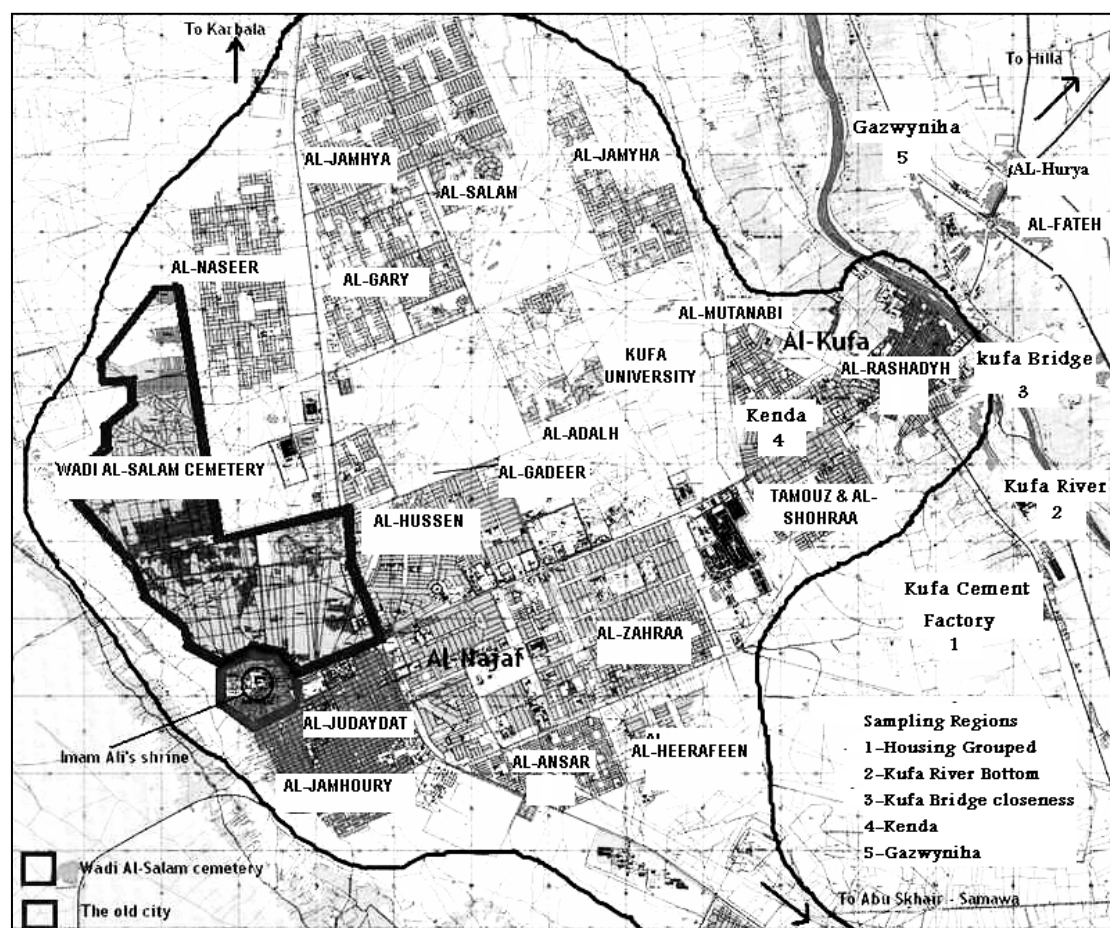 To Karbala
To Hilla
Gazwyniha
5
AL-JAMHYA
AL-JAMYHA
AL-Hurya
AL-SALAM
AL-FATEH
AL-NASEER
AL-GARY
AL-MUTANABI
Al-Kufa
KUFA
UNIVERSITY
AL-RASHADYH
kufa Bridge
3
Kenda
4
AL-ADALH
WADI AL-SALAM CEMETERY
AL-GADEER
TAMOUZ & AL-
SHOHRAA
Kufa River
2
AL-HUSSEN
Kufa Cement
Factory
1
AL-ZAHRAA
Al-Najaf
AL-JUDAYDAT
Imam Ali's shrine
AL-HEERAFEEN
AL-ANSAR
AL-JAMHOURY
Sampling Regions
1-Housing Grouped
2-Kufa River Bottom
3-Kufa Bridge closeness
4-Kenda
5-Gazwyniha
Wadi Al-Salam cemetery
The old city
To Abu Skhair - Samawa